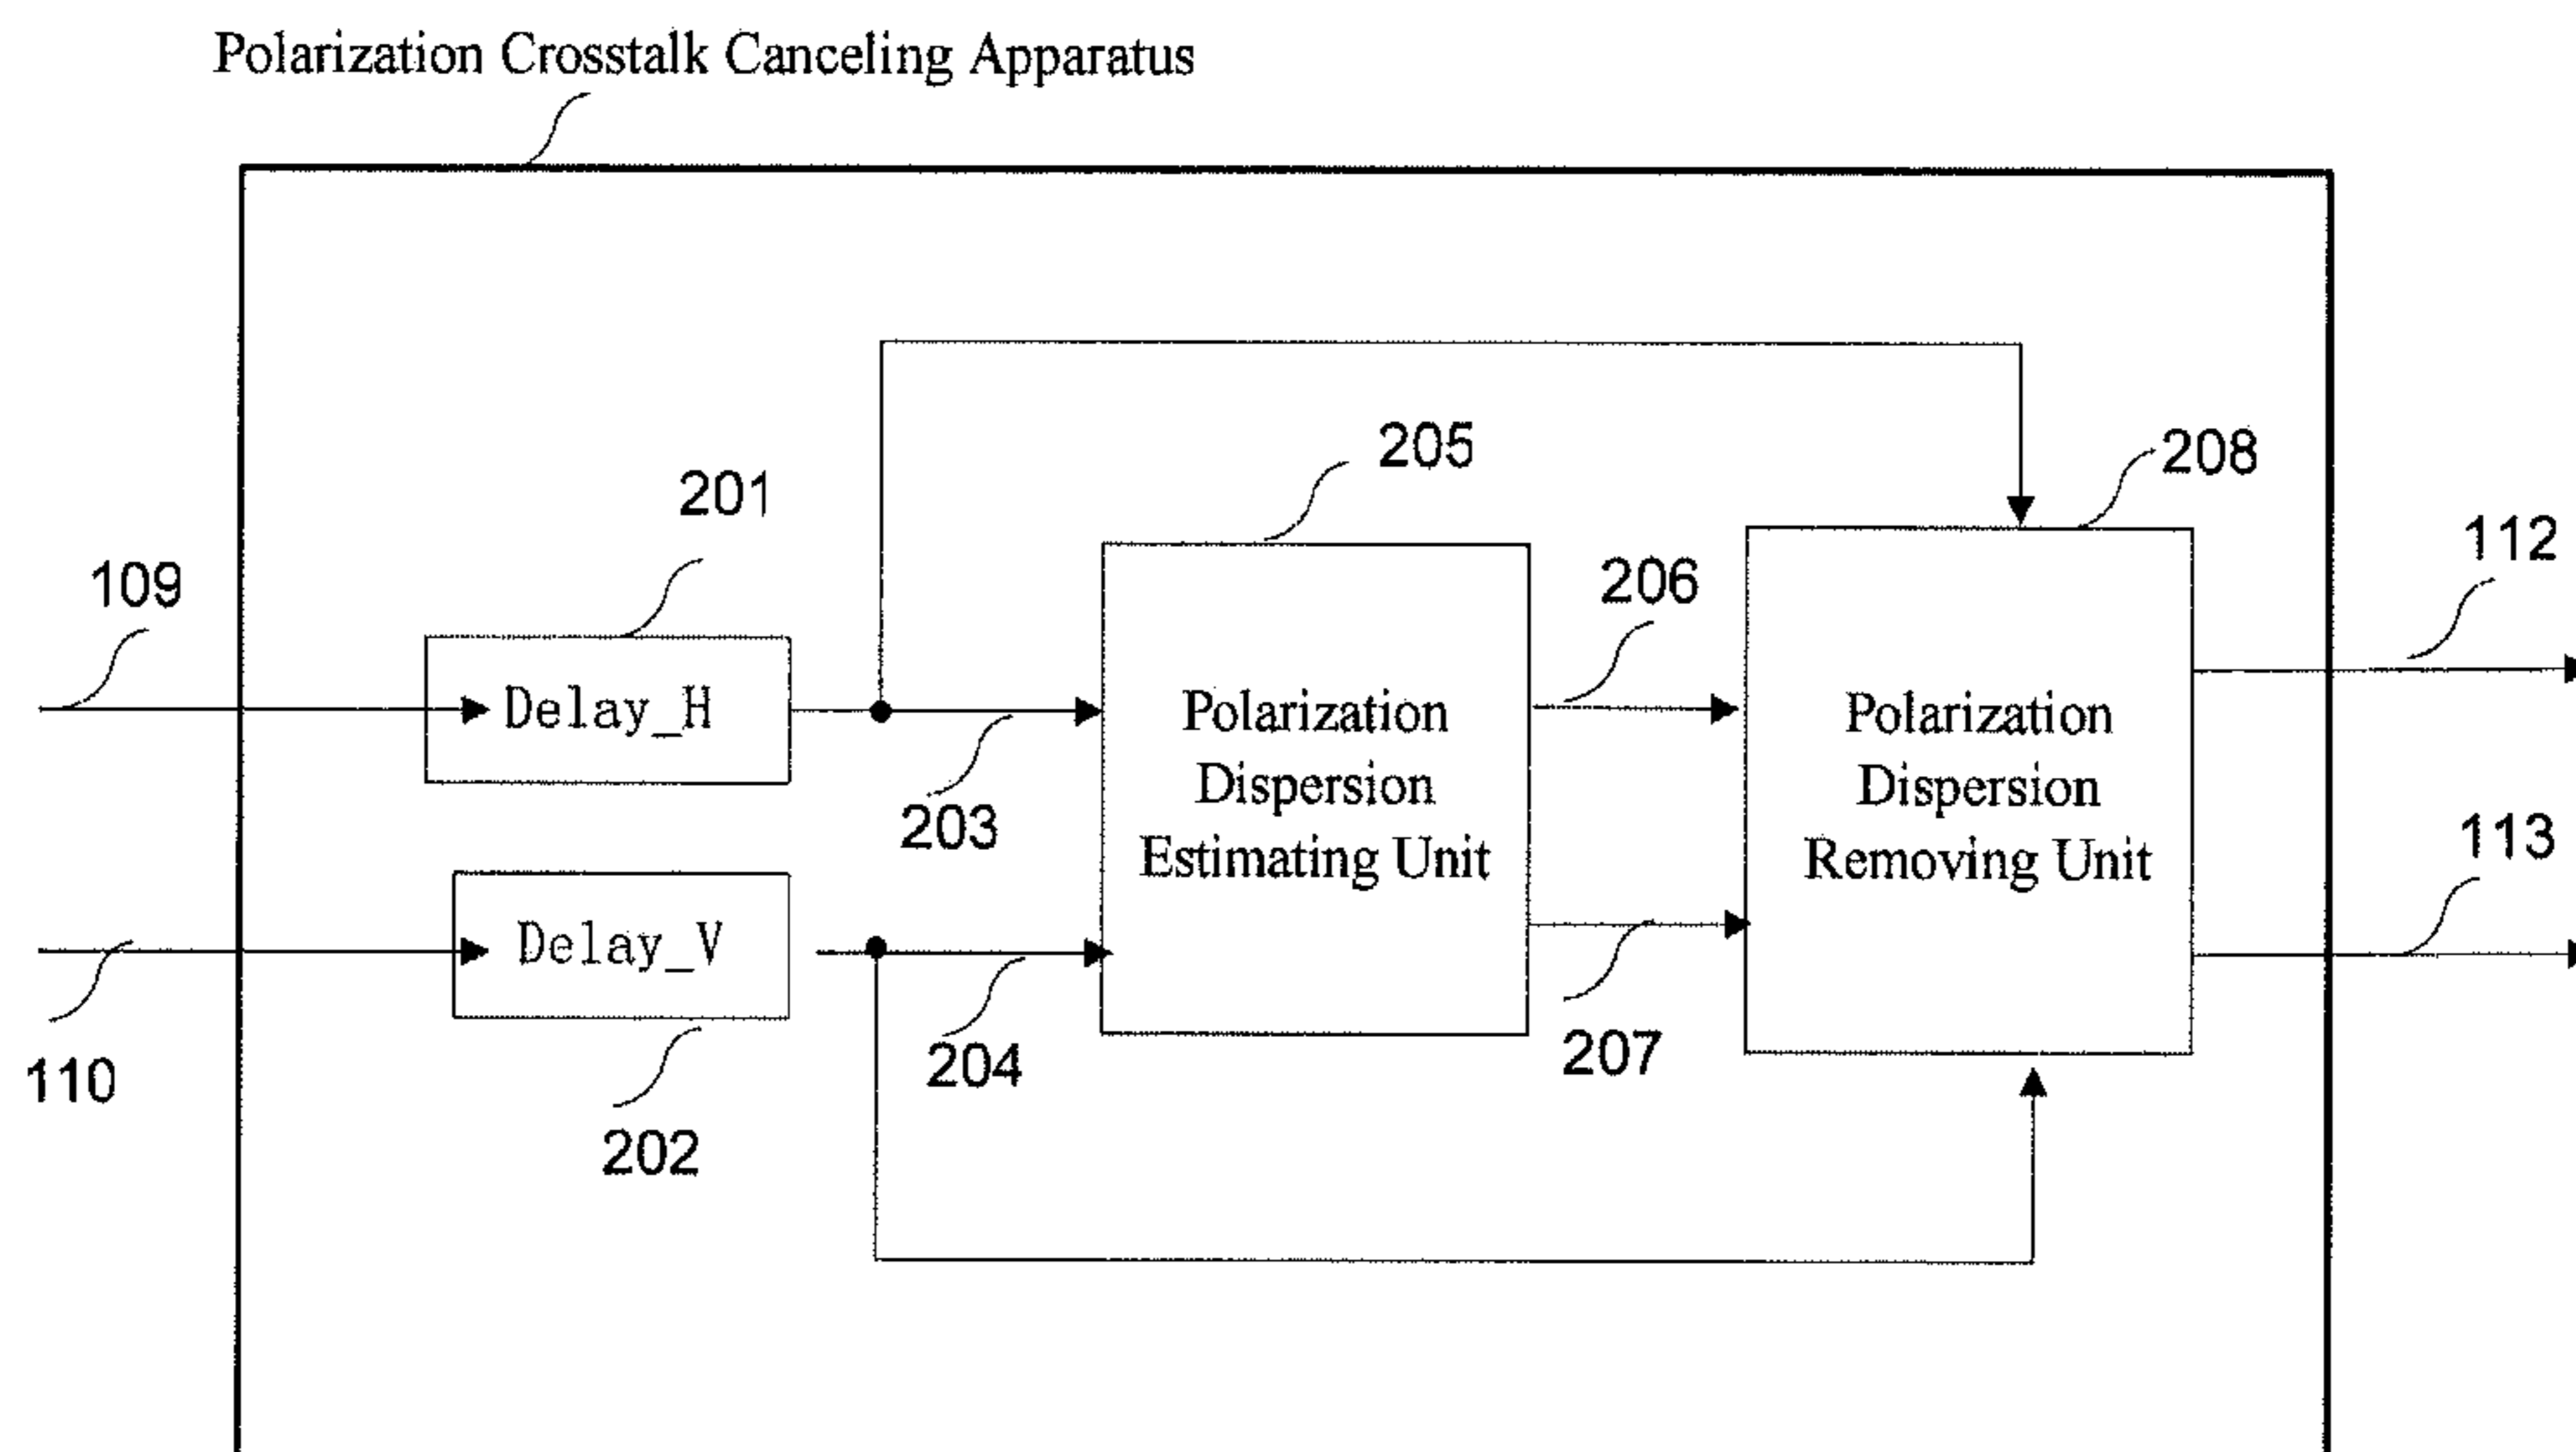 Polarization Crosstalk Canceling Apparatus
205
208
201
112
109
206
Delay_H
Polarization
Dispersion
Estimating Unit
Polarization
Dispersion
Removing Unit
203
113
Delay_V
110
204
207
202